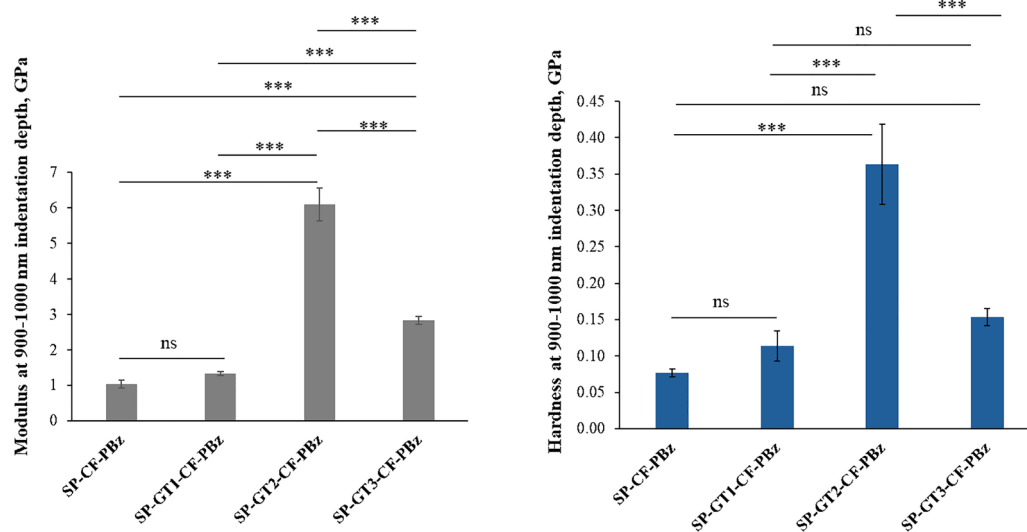 ***
***
***
***
***
***
ns
7
6
5
4
3
2
1
0
Modulus at 900-1000 nm indentation depth, GPa
SP-CF-PBz
SP-GT1-CF-PBz
SP-GT2-CF-PBz
SP-GT3-CF-PBz
***
ns
***
ns
***
ns
0.45
0.40
0.35
0.30
0.25
0.20
0.15
0.10
0.05
0.00
Hardness at 900-1000 nm indentation depth, GPa
SP-CF-PBz
SP-GT1-CF-PBz
SP-GT2-CF-PBz
SP-GT3-CF-PBz